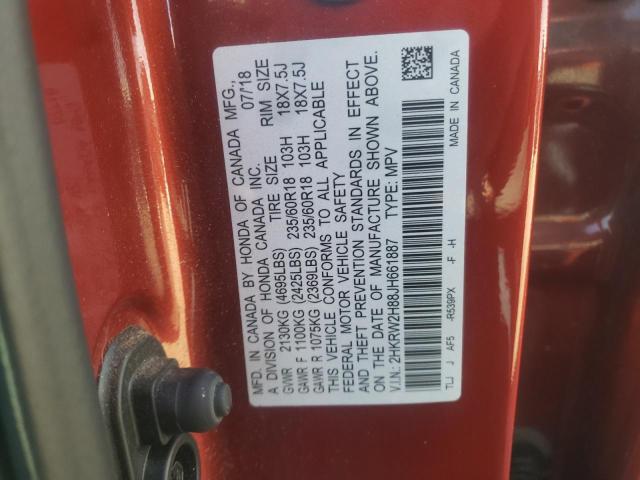 MFD. IN CANADA BY HONDA OF CANADA MFG.,
A DIVISION OF HONDA CANADA INC. 07/18
TIRE SIZE RIM SIZE
GVWR 2130KG (4695LBS)
GAWR F 1100KG (2425LBS) 235/60R18 103H 18X7.5J
GAWR R 1075KG (2369LBS) 235/60R18 103H 18X7.5J
THIS VEHICLE CONFORMS TO ALL APPLICABLE
FEDERAL MOTOR VEHICLE SAFETY
AND THEFT PREVENTION STANDARDS IN EFFECT
ON THE DATE OF MANUFACTURE SHOWN ABOVE.
V.I.N.: 2HKRW2H88JH661887 TYPE: MPV
TLJ J AF5 -R539PX -F -H MADE IN CANADA